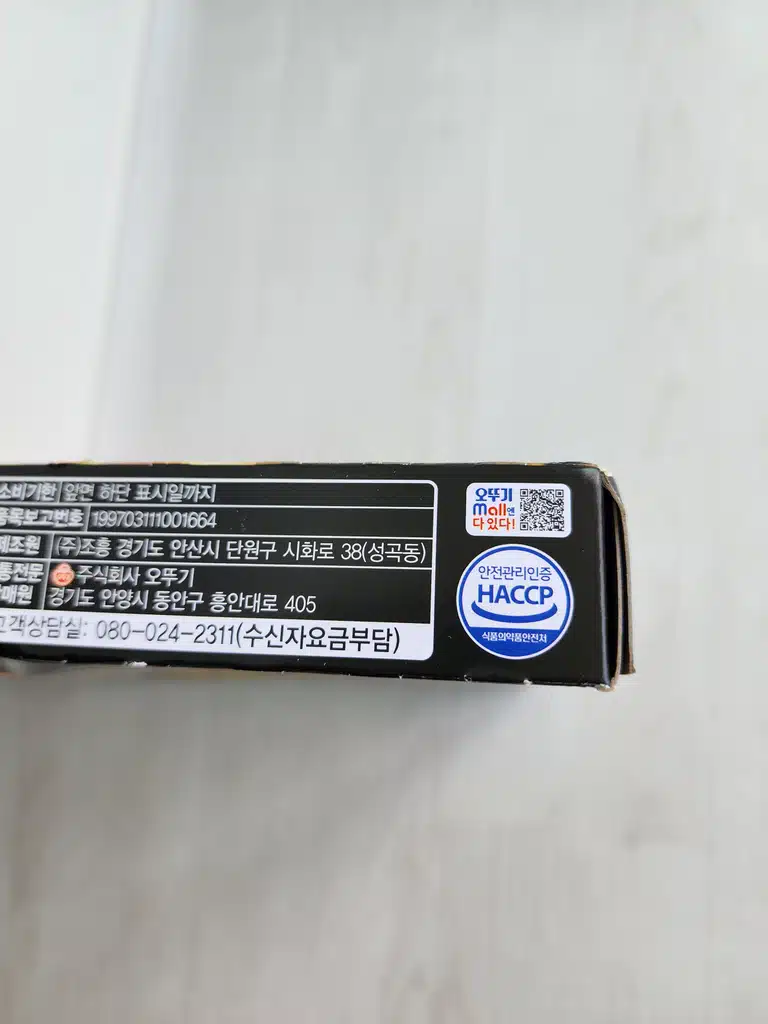 소비기한 앞면 하단 표시일까지
품목보고번호 199703111001664
제조원 (주)조흥 경기도 안산시 단원구 시화로 38(성곡동)
통전문 주식회사 오뚜기
매원 경기도 안양시 동안구 흥안대로 405
고객상담실: 080-024-2311(수신자요금부담)
오뚜기
mall엔
다 있다!
안전관리인증
HACCP
식품의약품안전처